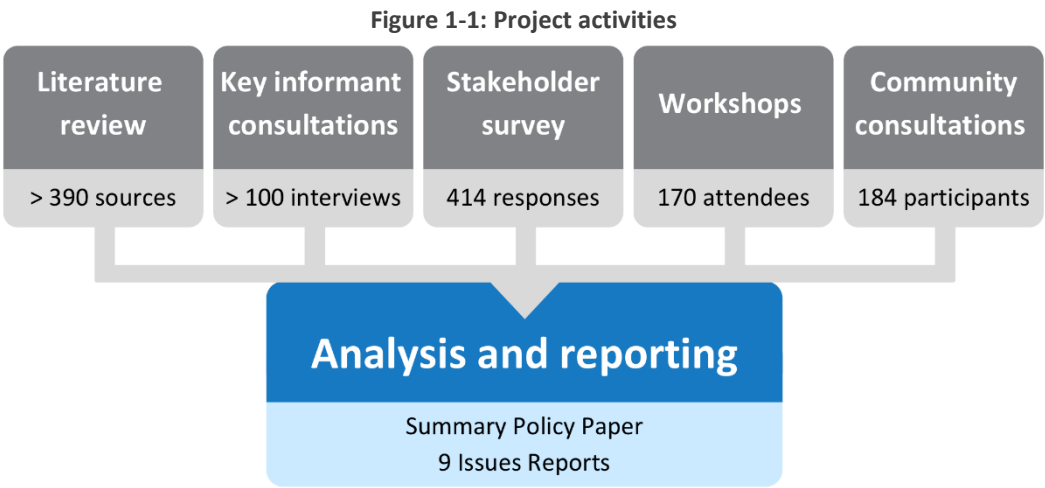 Figure 1-1: Project activities
Literature
review
> 390 sources
Key informant
consultations
> 100 interviews
Stakeholder
survey
414 responses
Workshops
170 attendees
Community
consultations
184 participants
Analysis and reporting
Summary Policy Paper
9 Issues Reports